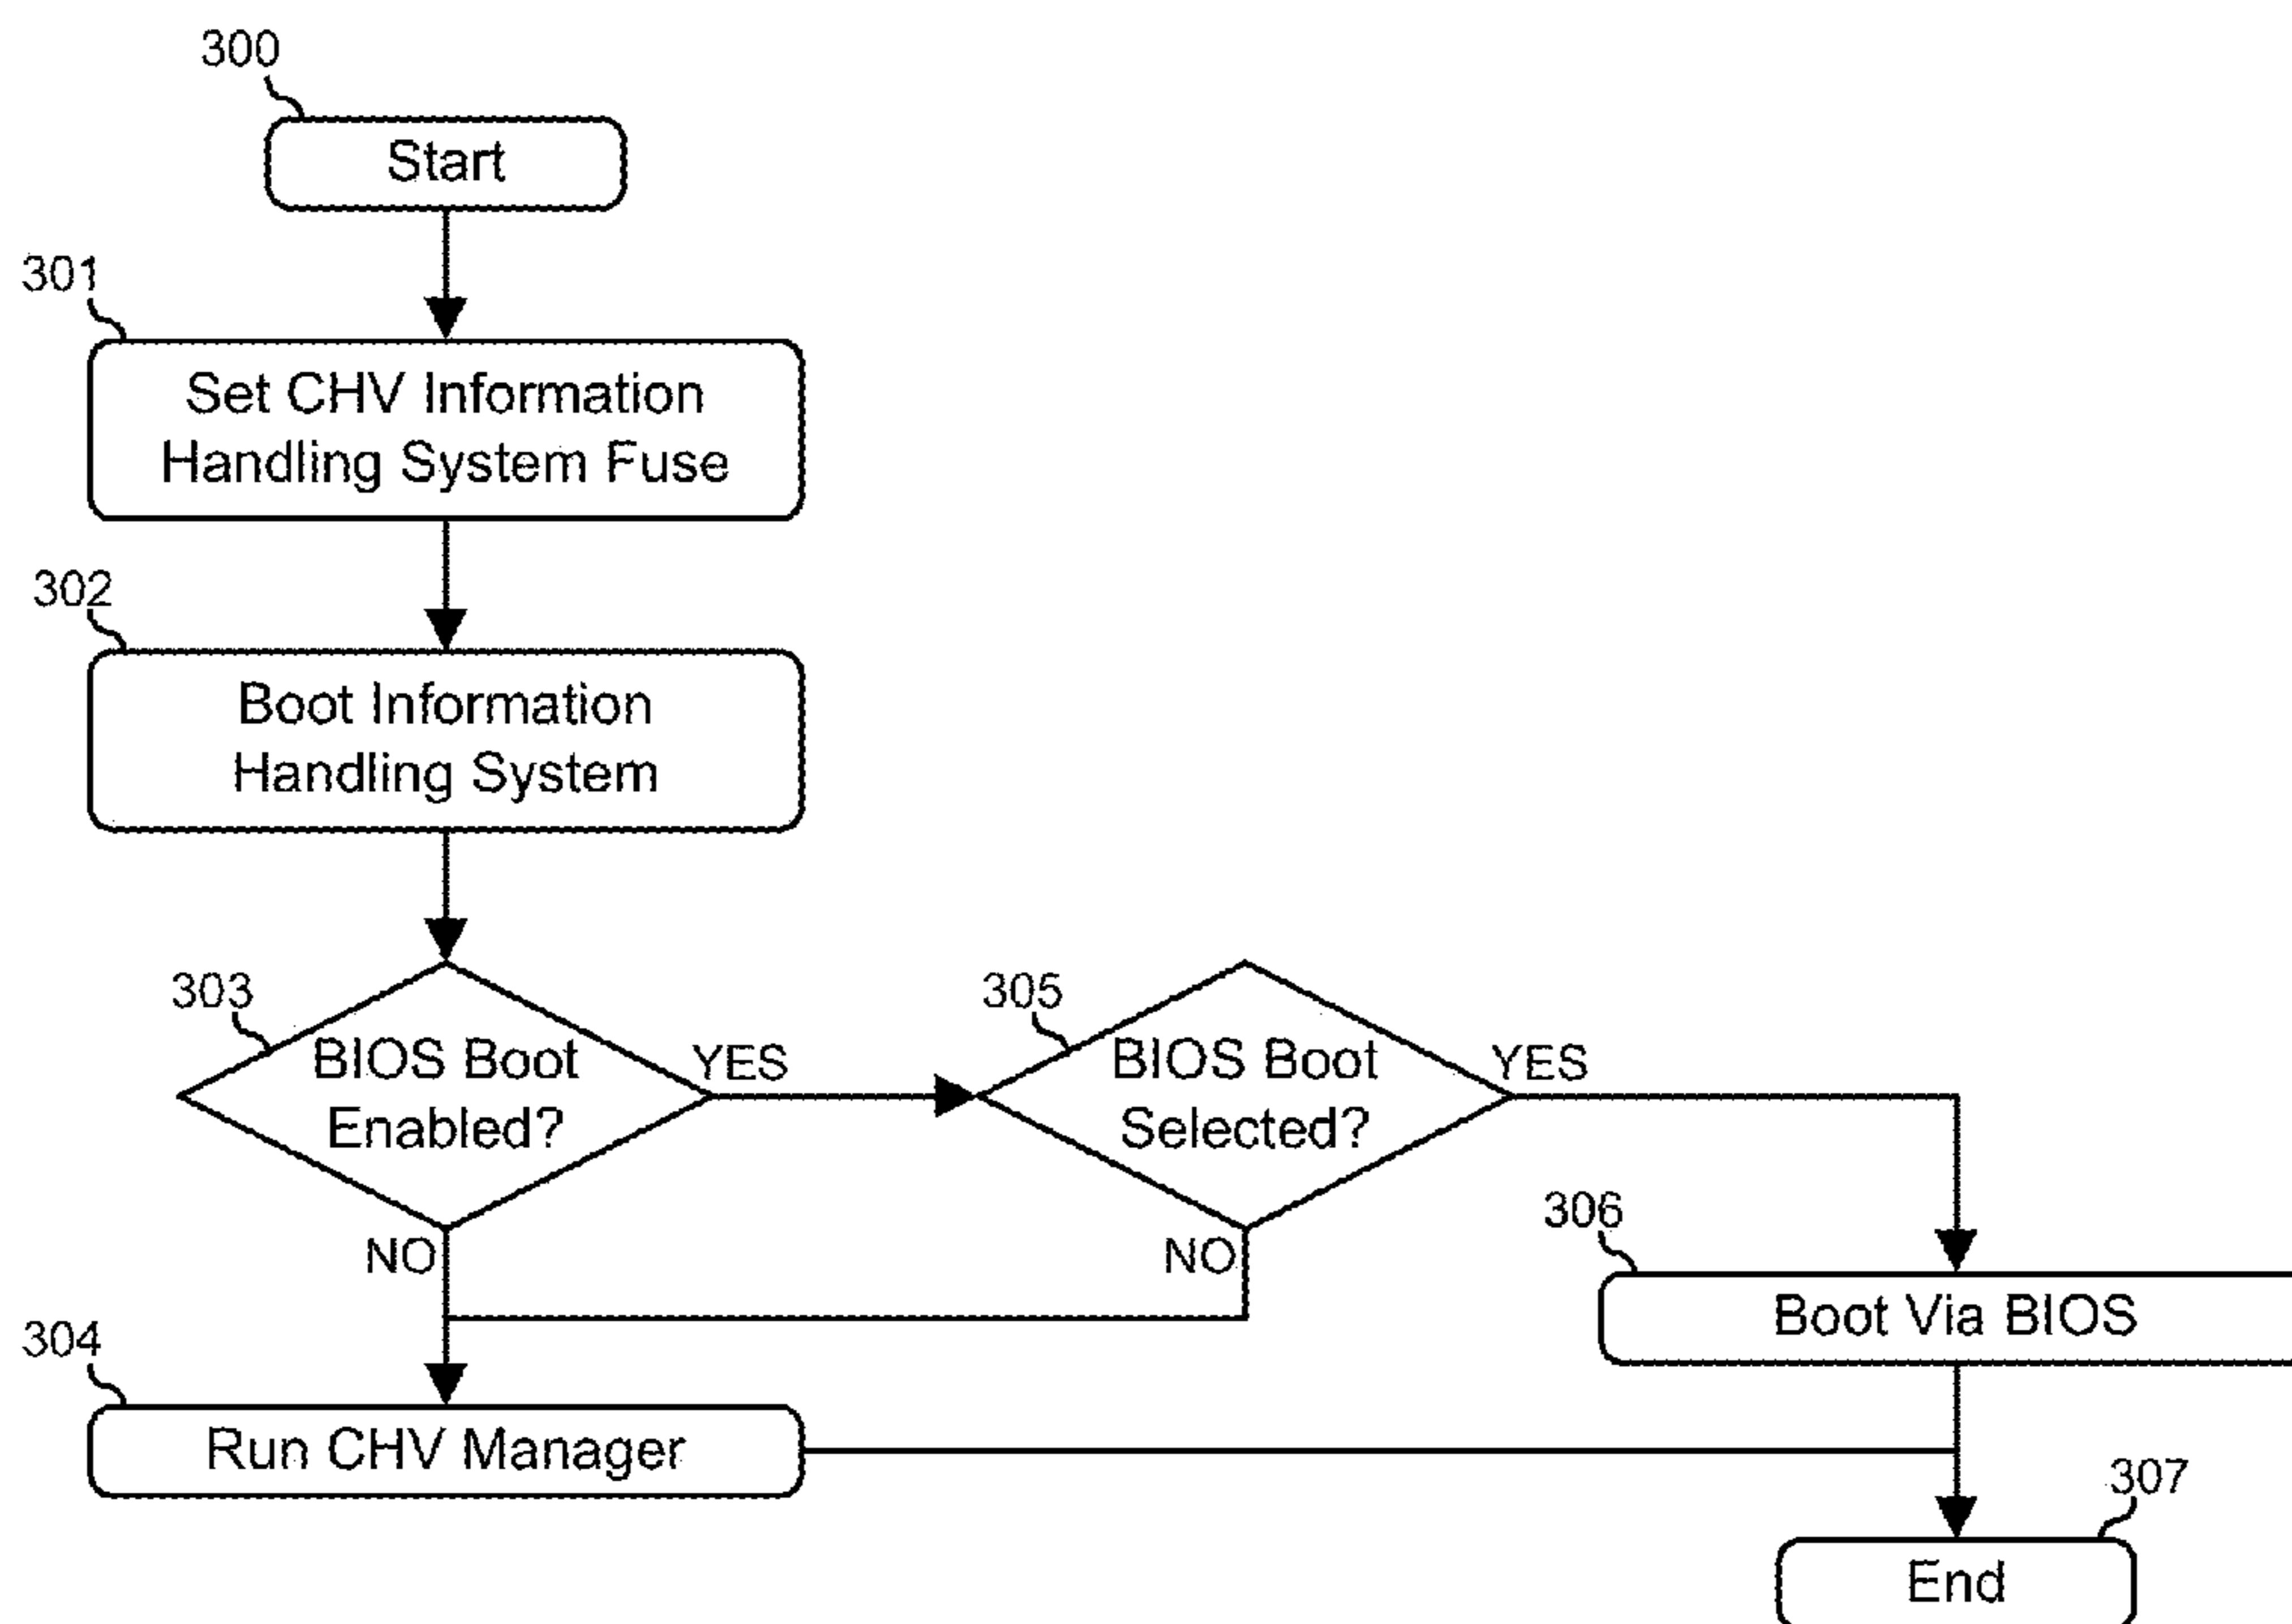 300
Start
301
Set CHV Information
Handling System Fuse
302
Boot Information
Handling System
303
BIOS Boot
Enabled?
YES
NO
305
BIOS Boot
Selected?
YES
NO
306
Boot Via BIOS
304
Run CHV Manager
307
End